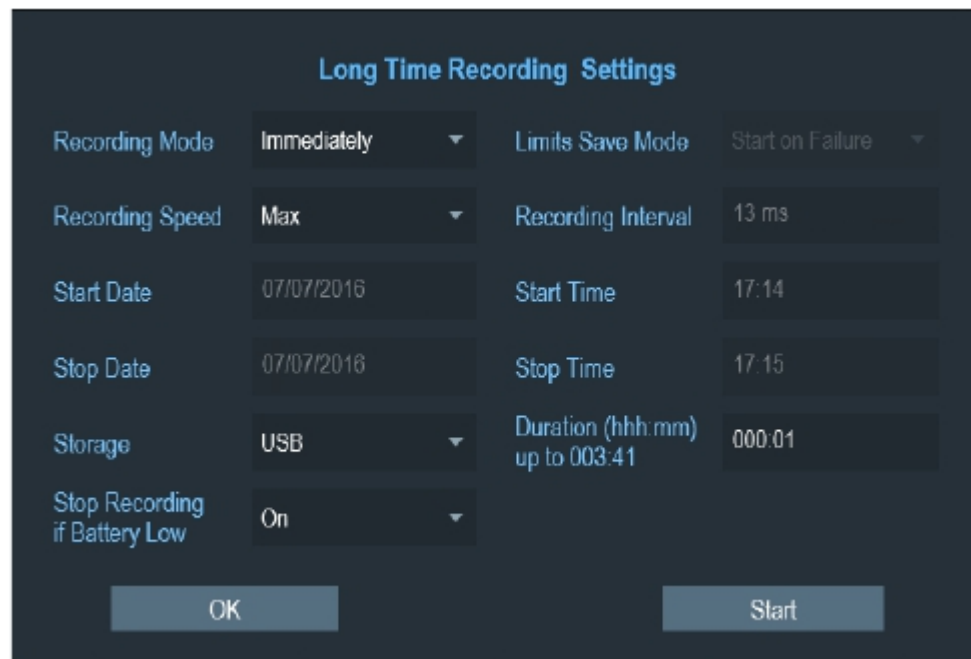 Long Time Recording Settings
Recording Mode Immediately Limits Save Mode Start on Failure
Recording Speed Max Recording Interval 13 ms
Start Date 07/07/2016 Start Time 17:14
Stop Date 07/07/2016 Stop Time 17:15
Storage USB Duration (hhh:mm)
up to 003:41 000:01
Stop Recording
if Battery Low On
OK Start